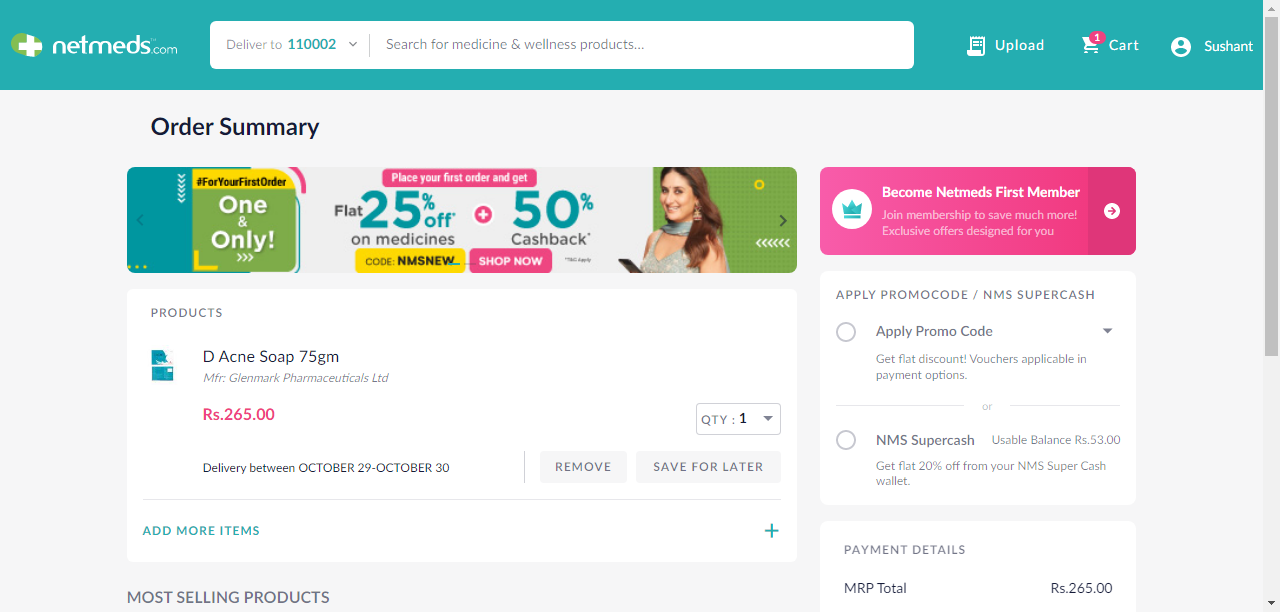 netmeds.com
Deliver to 110002
Search for medicine & wellness products...
Upload
1
Cart
Sushant
Order Summary
#ForYourFirstOrder
One
&
Only!
Place your first order and get
Flat 25% off*
on medicines
50%
Cashback*
CODE: NMSNEW
SHOP NOW
*T&C Apply
Become Netmeds First Member
Join membership to save much more!
Exclusive offers designed for you
PRODUCTS
D Acne Soap 75gm
Mfr: Glenmark Pharmaceuticals Ltd
Rs.265.00
QTY : 1
Delivery between OCTOBER 29-OCTOBER 30
REMOVE
SAVE FOR LATER
ADD MORE ITEMS
MOST SELLING PRODUCTS
APPLY PROMOCODE / NMS SUPERCASH
Apply Promo Code
Get flat discount! Vouchers applicable in
payment options.
or
NMS Supercash
Usable Balance Rs.53.00
Get flat 20% off from your NMS Super Cash
wallet.
PAYMENT DETAILS
MRP Total
Rs.265.00